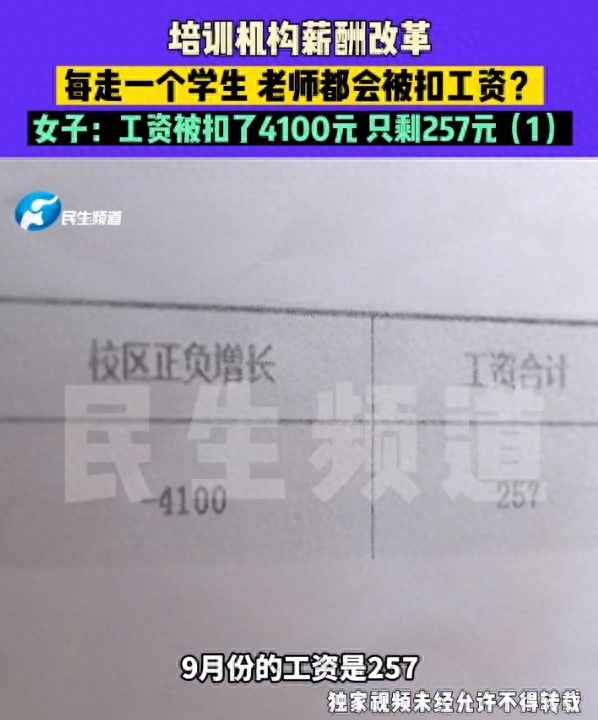 培训机构薪酬改革
每走一个学生 老师都会被扣工资？
女子：工资被扣了4100元 只剩257元（1）
民生频道
校区正负增长 工资合计
民生频道
-4100 257
9月份的工资是257
独家视频未经允许不得转载